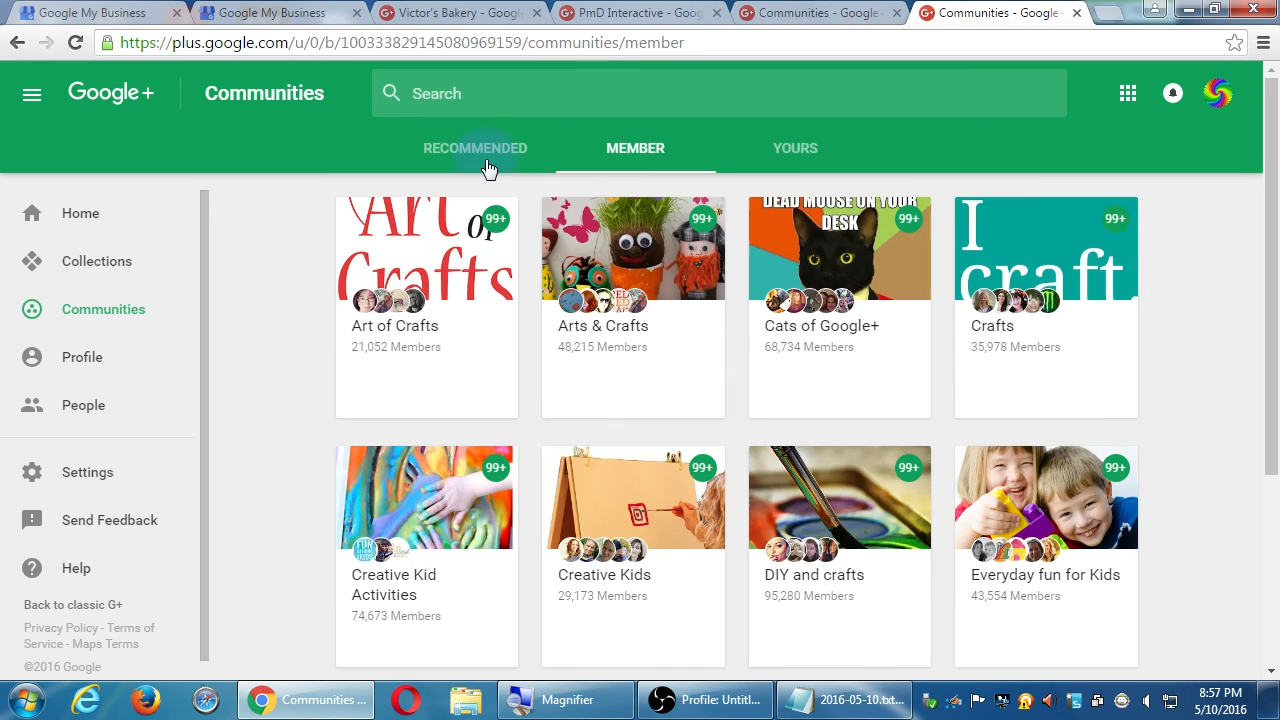 Google My Business
Google My Business
Victor's Bakery - Goog
PmD Interactive - Goog
Communities - Google
Communities - Google
https://plus.google.com/u/0/b/100333829145080969159/communities/member
Google+
Communities
Search
RECOMMENDED
MEMBER
YOURS
Home
Collections
Communities
Profile
People
Settings
Send Feedback
Help
Back to classic G+
Privacy Policy - Terms of
Service - Maps Terms
©2016 Google
Art of
Crafts
99+
Art of Crafts
21,052 Members
99+
Arts & Crafts
48,215 Members
DEAD MOUSE ON YOUR
DESK
99+
Cats of Google+
68,734 Members
I
craft.
99+
Crafts
35,978 Members
99+
Creative Kid
Activities
74,673 Members
99+
Creative Kids
29,173 Members
99+
DIY and crafts
95,280 Members
99+
Everyday fun for Kids
43,554 Members
Communities ...
Magnifier
Profile: Untitl...
2016-05-10.txt...
8:57 PM
5/10/2016